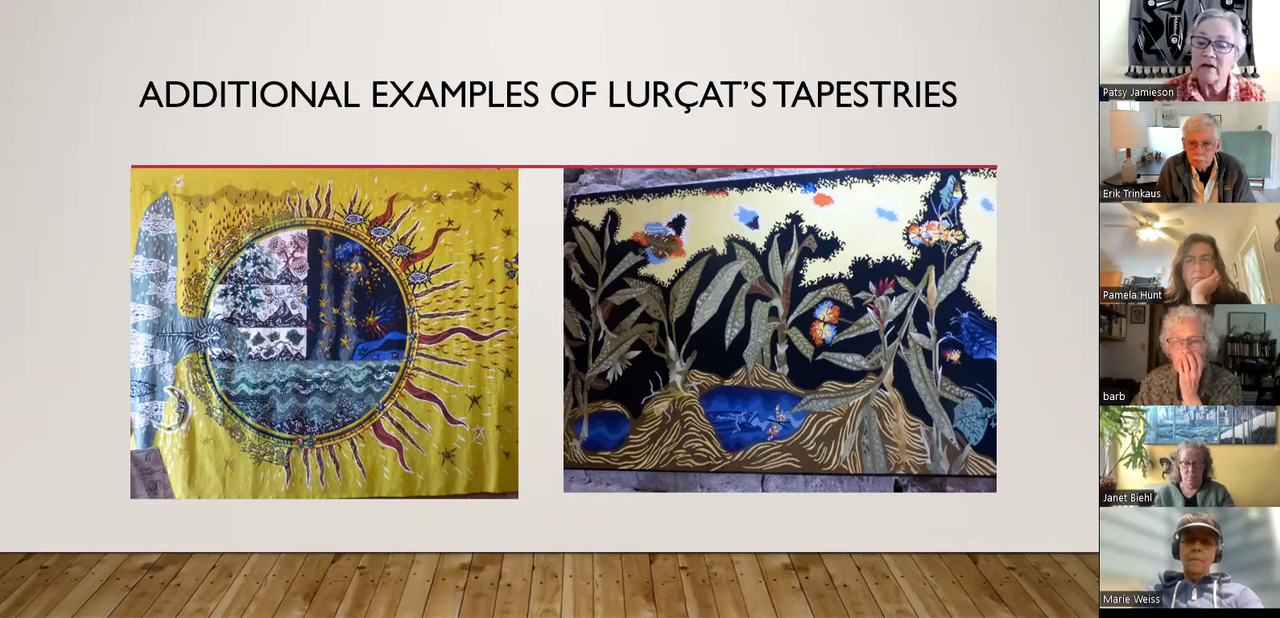 ADDITIONAL EXAMPLES OF LURÇAT’S TAPESTRIES
Patsy Jamieson
Erik Trinkaus
Pamela Hunt
barb
Janet Biehl
Marie Weiss